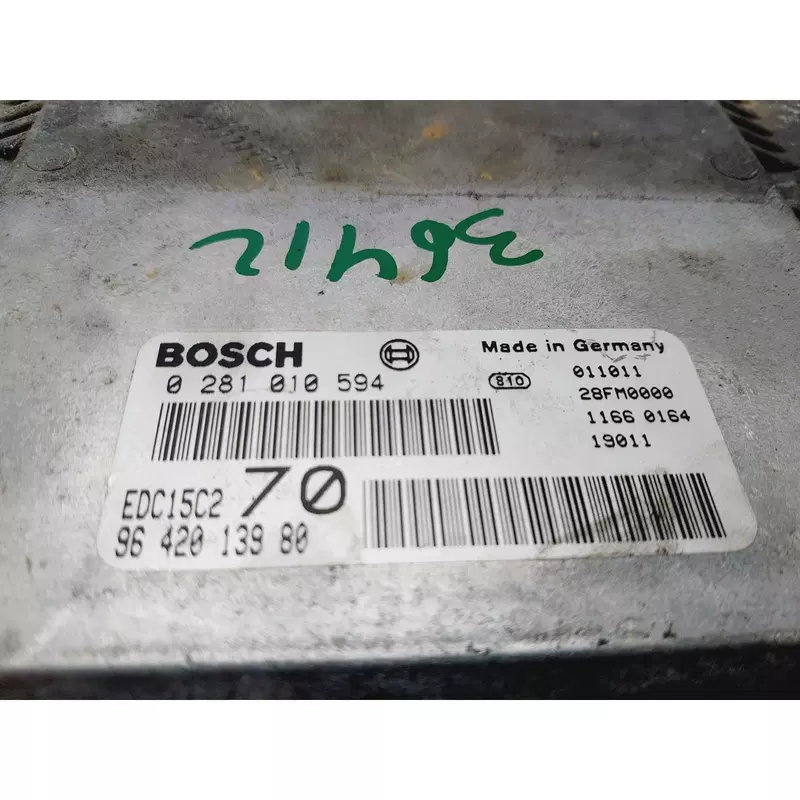 36412
BOSCH
Made in Germany
0 281 010 594
810
011011
28FM0000
1166 0164
19011
EDC15C2
70
96 420 139 80